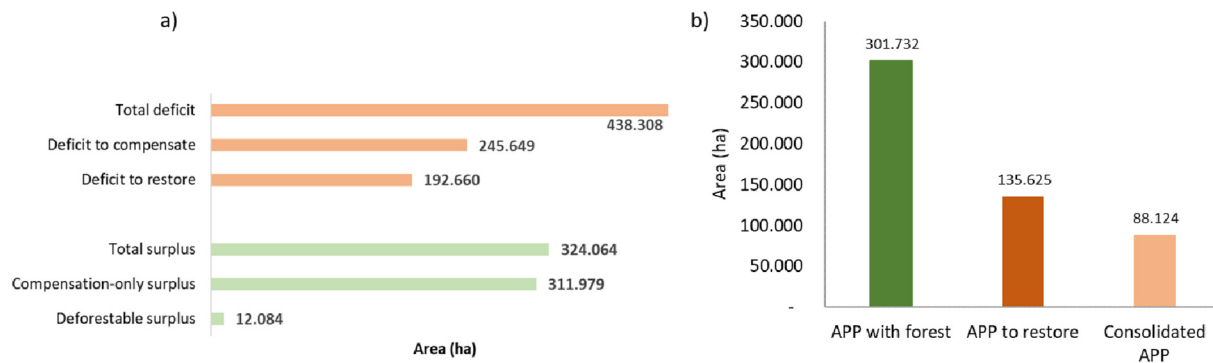 a)
Total deficit
438.308
Deficit to compensate
245.649
Deficit to restore
192.660
Total surplus
324.064
Compensation-only surplus
311.979
Deforestable surplus
12.084
Area (ha)
b)
Area (ha)
350.000
300.000
250.000
200.000
150.000
100.000
50.000
-
301.732
135.625
88.124
APP with forest
APP to restore
Consolidated
APP